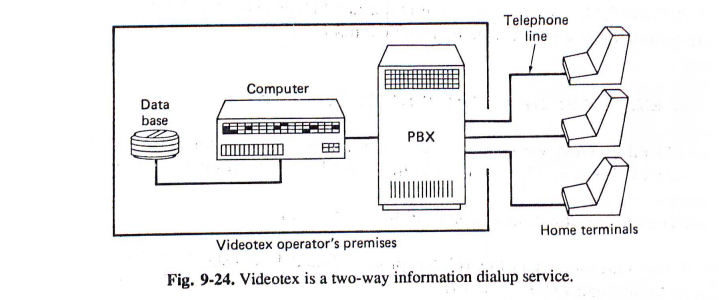 Telephone
line
Computer
Data
base
PBX
Home terminals
Videotex operator's premises
Fig. 9-24. Videotex is a two-way information dialup service.